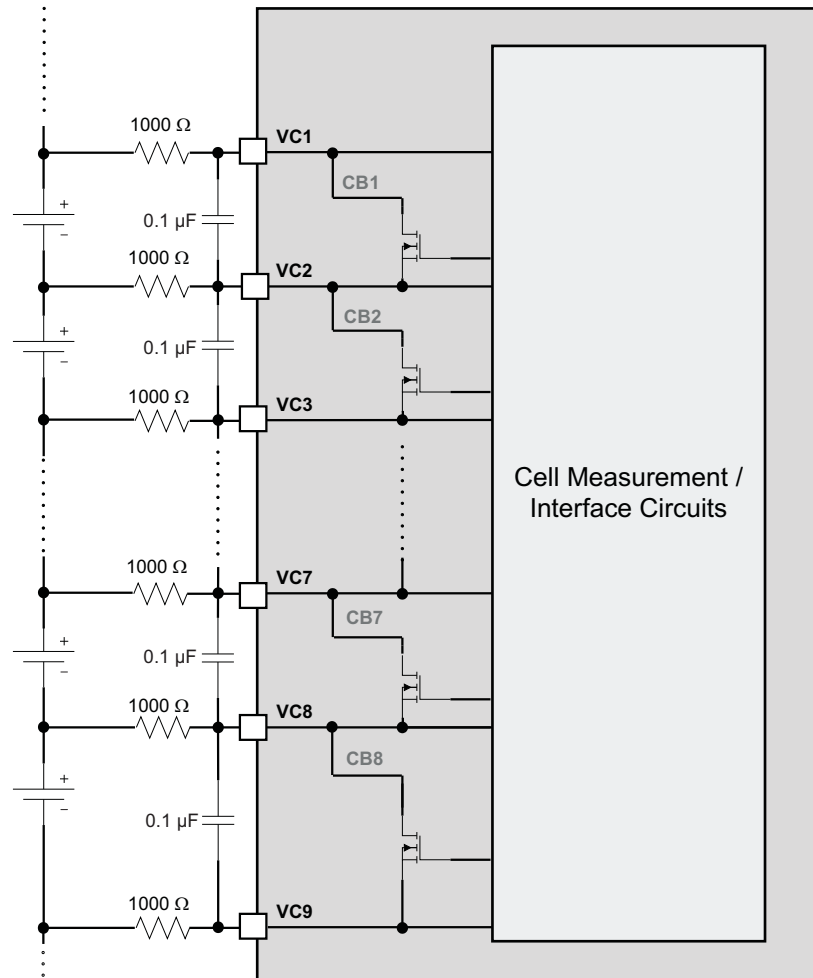 1000 Ω
VC1
CB1
+
0.1 µF
−
1000 Ω
VC2
CB2
+
0.1 µF
−
1000 Ω
VC3
Cell Measurement /
Interface Circuits
1000 Ω
VC7
CB7
+
0.1 µF
−
1000 Ω
VC8
CB8
+
−
0.1 µF
1000 Ω
VC9